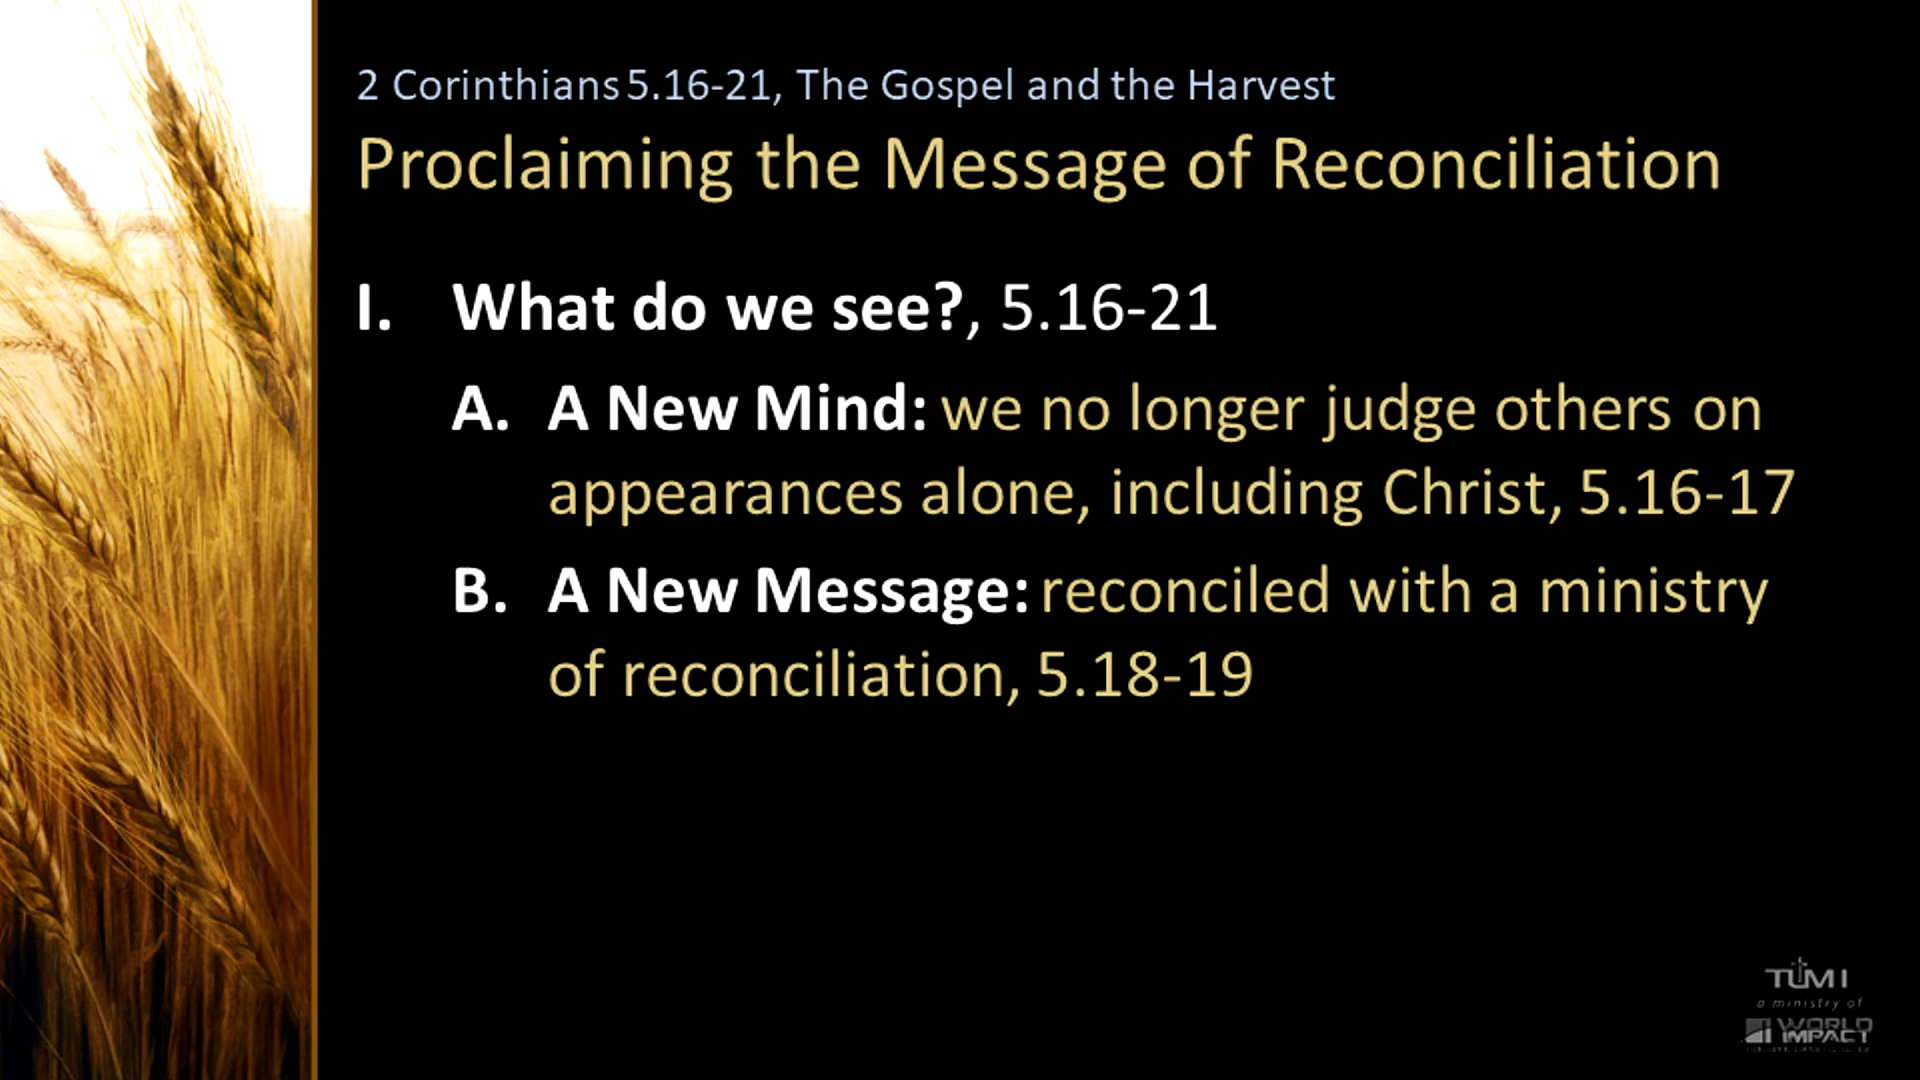 2 Corinthians 5.16-21, The Gospel and the Harvest
Proclaiming the Message of Reconciliation
I. What do we see?, 5.16-21
A. A New Mind: we no longer judge others on
appearances alone, including Christ, 5.16-17
B. A New Message: reconciled with a ministry
of reconciliation, 5.18-19
TUMI
a ministry of
WORLD
IMPACT